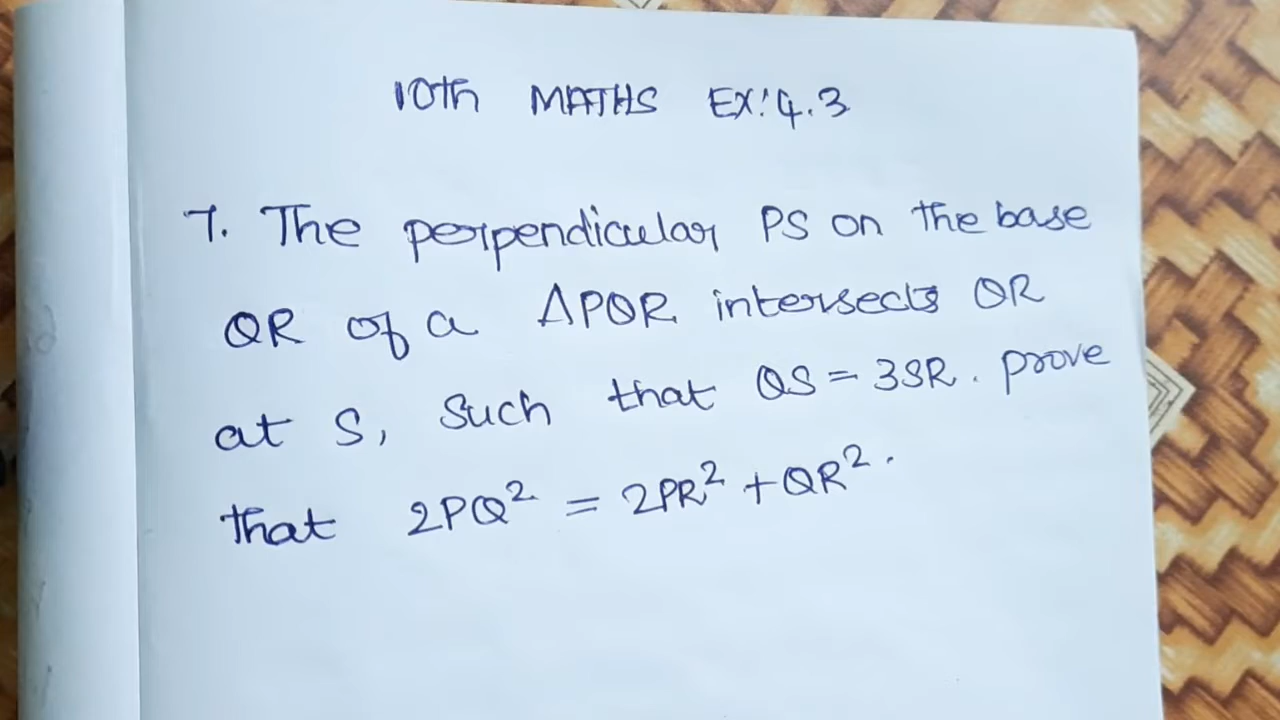 10th MATHS EX: 4.3
7. The perpendicular PS on the base
QR of a ΔPQR intersects QR
at S, Such that QS = 3SR. prove
that 2PQ² = 2PR² + QR².